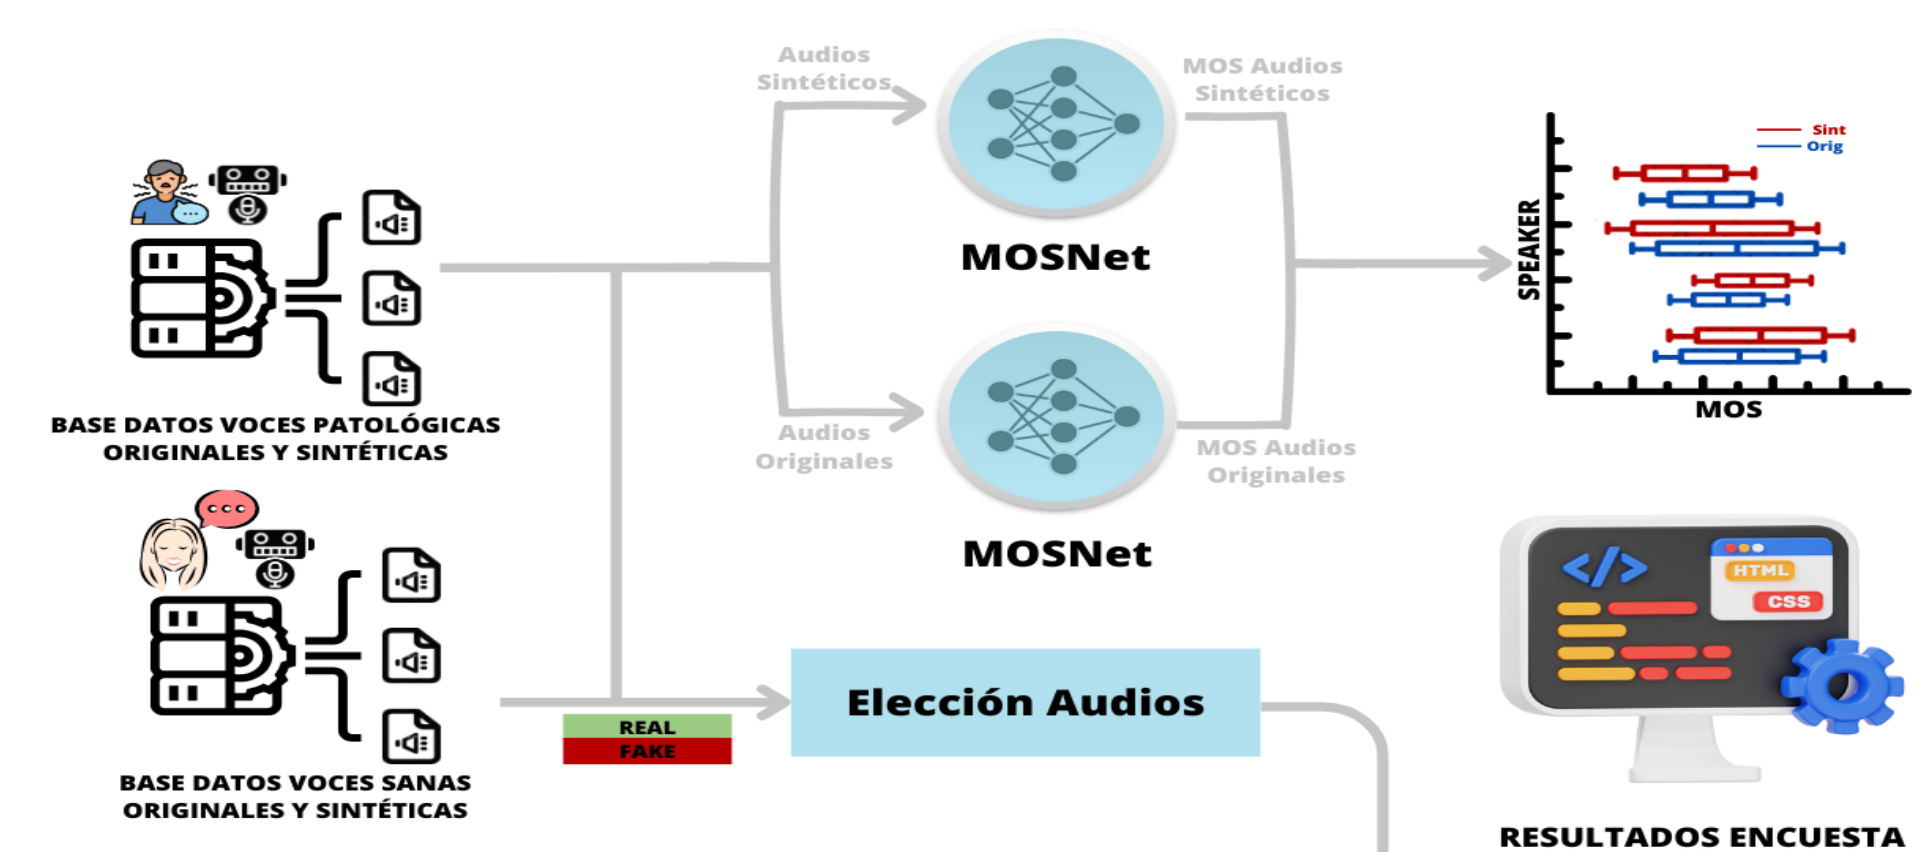 Audios
Sintéticos
MOS Audios
Sintéticos
MOSNet
Sint
Orig
SPEAKER
MOS
BASE DATOS VOCES PATOLÓGICAS
ORIGINALES Y SINTÉTICAS
Audios
Originales
MOS Audios
Originales
MOSNet
HTML
CSS
</>
Elección Audios
REAL
FAKE
BASE DATOS VOCES SANAS
ORIGINALES Y SINTÉTICAS
RESULTADOS ENCUESTA